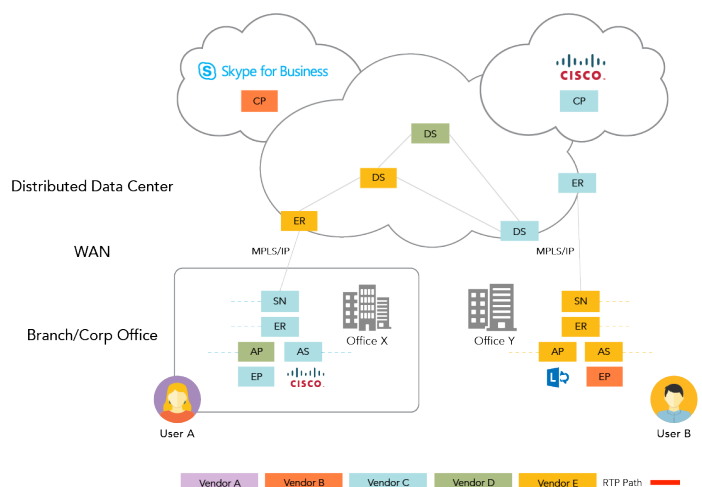 Skype for Business
CISCO
CP
CP
DS
Distributed Data Center
DS
ER
ER
DS
WAN
MPLS/IP
MPLS/IP
SN
SN
Branch/Corp Office
ER
Office X
Office Y
ER
AP
AS
AP
AS
EP
CISCO
EP
User A
User B
Vendor A
Vendor B
Vendor C
Vendor D
Vendor E
RTP Path